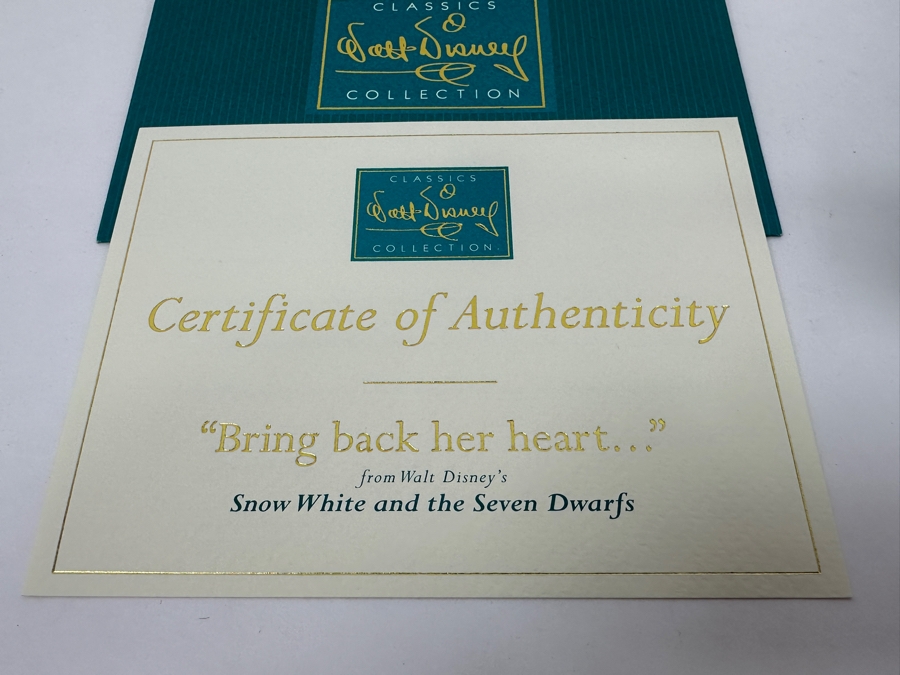 CLASSICS
Walt Disney
COLLECTION
CLASSICS
Walt Disney
COLLECTION
Certificate of Authenticity
“Bring back her heart...”
from Walt Disney's
Snow White and the Seven Dwarfs